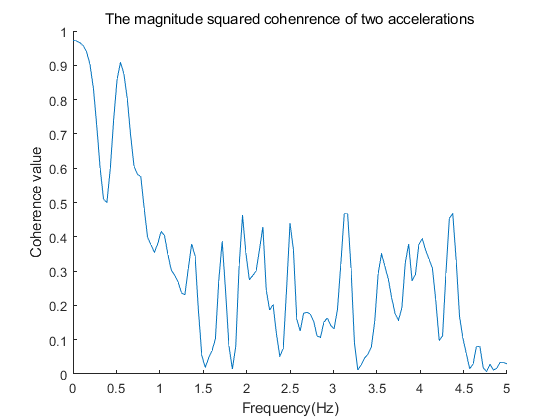 The magnitude squared cohenrence of two accelerations
1
0.9
0.8
0.7
0.6
0.5
0.4
0.3
0.2
0.1
0
Coherence value
0 0.5 1 1.5 2 2.5 3 3.5 4 4.5 5
Frequency(Hz)